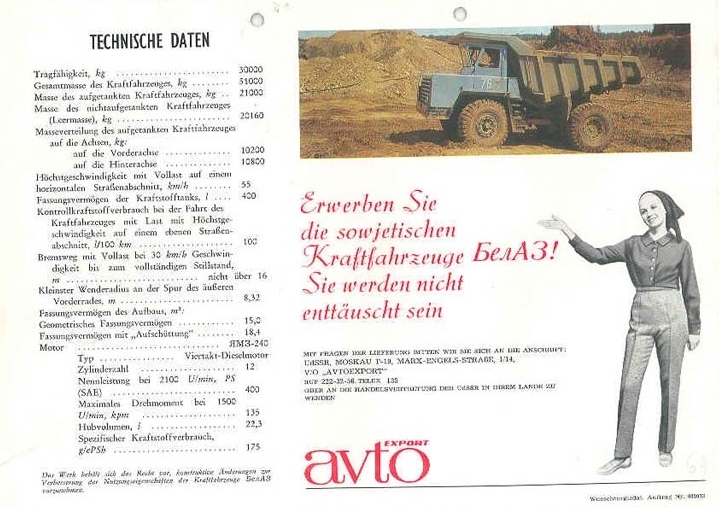 TECHNISCHE DATEN
Tragfähigkeit, kg ........................ 30000
Gesamtmasse des Kraftfahrzeuges, kg ........ 51000
Masse des aufgetankten Kraftfahrzeuges, kg .. 21000
Masse des nichtaufgetankten Kraftfahrzeuges
(Leermasse), kg ........................ 20160
Masseverteilung des aufgetankten Kraftfahrzeuges
auf die Achsen, kg:
auf die Vorderachse .............. 10200
auf die Hinterachse .............. 10800
Höchstgeschwindigkeit mit Vollast auf einem
horizontalen Straßenabschnitt, km/h ........ 55
Fassungsvermögen der Kraftstofftanks, l .... 400
Kontrollkraftstoffverbrauch bei der Fahrt des
Kraftfahrzeuges mit Last mit Höchstge-
schwindigkeit auf einem ebenen Straßen-
abschnitt, l/100 km .................... 100
Bremsweg mit Vollast bei 30 km/h Geschwin-
digkeit bis zum vollständigen Stillstand,
m .................... nicht über 16
Kleinster Wenderadius an der Spur des äußeren
Vorderrades, m ........................ 8,32
Fassungsvermögen des Aufbaus, m³:
Geometrisches Fassungsvermögen ............ 15,0
Fassungsvermögen mit „Aufschüttung" ........ 18,4
Motor ........................ ЯМЗ-240
Typ .............. Viertakt-Dieselmotor
Zylinderzahl .................... 12
Nennleistung bei 2100 U/min, PS
(SAE) ........................ 400
Maximales Drehmoment bei 1500
U/min, kpm .................... 135
Hubvolumen, l .................... 22,3
Spezifischer Kraftstoffverbrauch,
g/ePSh ........................ 175
Das Werk behält sich das Recht vor, konstruktive Änderungen zur
Verbesserung der Nutzungseigenschaften der Kraftfahrzeuge БелАЗ
vorzunehmen.
76
Erwerben Sie
die sowjetischen
Kraftfahrzeuge БелАЗ!
Sie werden nicht
enttäuscht sein
MIT FRAGEN DER LIEFERUNG BITTEN WIR SIE SICH AN DIE ANSCHRIFT:
UdSSR, MOSKAU Г-19, MARX-ENGELS-STRAßE, 1/14,
V/O „AVTOEXPORT"
RUF 222-37-56. TELEX 135
ODER AN DIE HANDELSVERTRETUNG DER UdSSR IN IHREM LANDE ZU
WENDEN
EXPORT
avto
Wneschtorgisdat. Auftrag Nr.